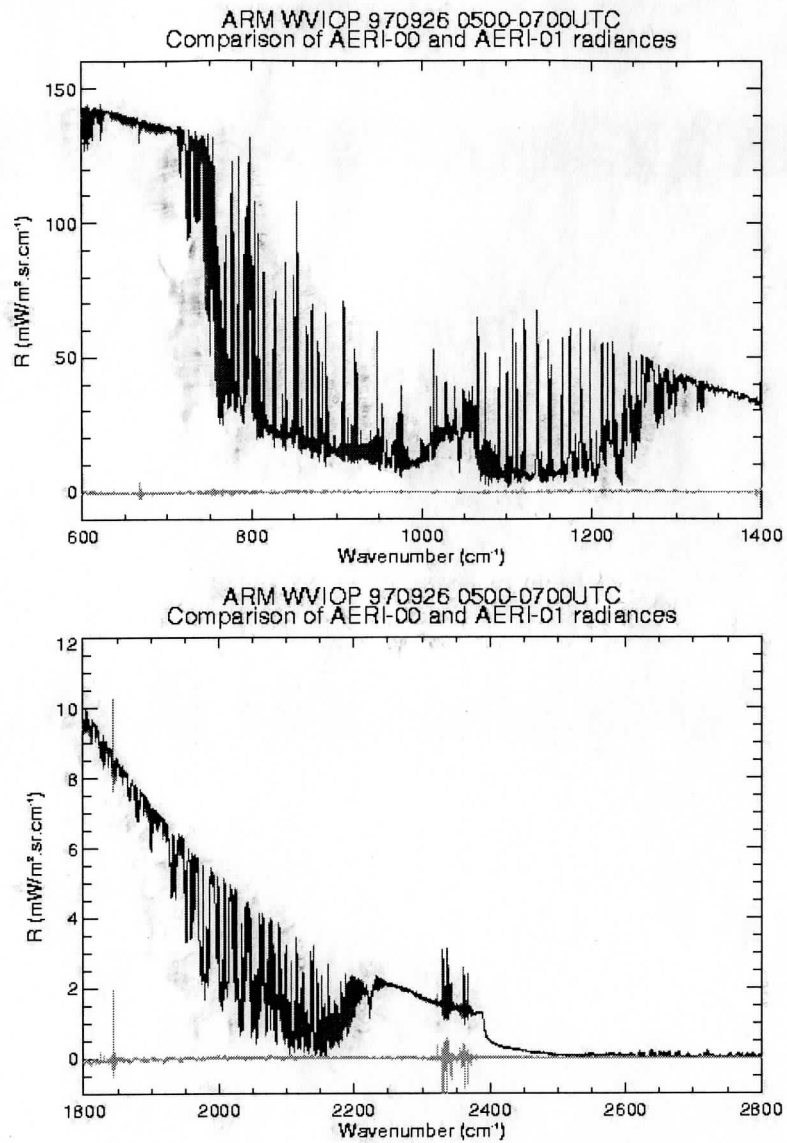 ARM WVIOP 970926 0500-0700UTC
Comparison of AERI-00 and AERI-01 radiances
150
100
50
0
R (mW/m².sr.cm⁻¹)
600 800 1000 1200 1400
Wavenumber (cm⁻¹)
ARM WVIOP 970926 0500-0700UTC
Comparison of AERI-00 and AERI-01 radiances
12
10
8
6
4
2
0
R (mW/m².sr.cm⁻¹)
1800 2000 2200 2400 2600 2800
Wavenumber (cm⁻¹)